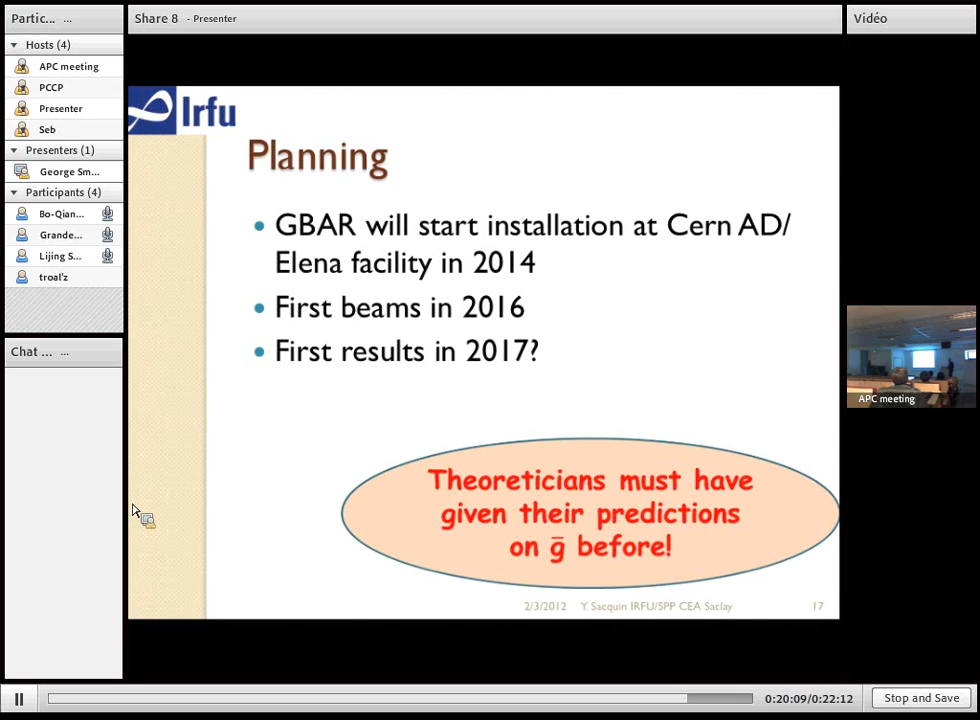 Partic... ...
Hosts (4)
APC meeting
PCCP
Presenter
Seb
Presenters (1)
George Sm...
Participants (4)
Bo-Qian...
Grande...
Lijing S...
troal'z
Chat ... ...
Share 8 - Presenter
Irfu
Planning
• GBAR will start installation at Cern AD/
Elena facility in 2014
• First beams in 2016
• First results in 2017?
Theoreticians must have
given their predictions
on g̅ before!
2/3/2012 Y. Sacquin IRFU/SPP CEA Saclay 17
Vidéo
APC meeting
0:20:09/0:22:12
Stop and Save